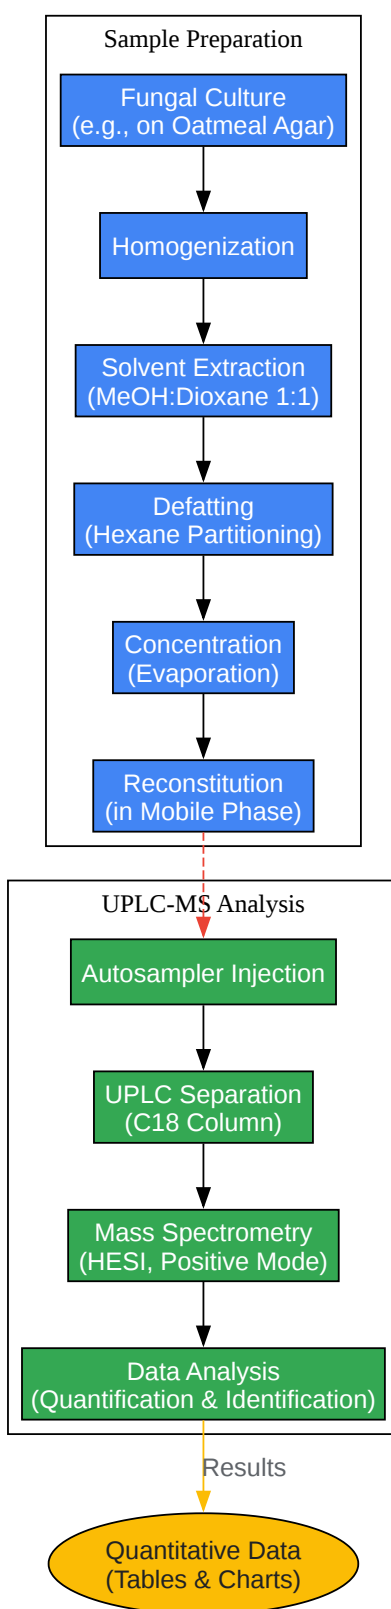 Sample Preparation
Fungal Culture
(e.g., on Oatmeal Agar)
Homogenization
Solvent Extraction
(MeOH:Dioxane 1:1)
Defatting
(Hexane Partitioning)
Concentration
(Evaporation)
Reconstitution
(in Mobile Phase)
UPLC-MS Analysis
Autosampler Injection
UPLC Separation
(C18 Column)
Mass Spectrometry
(HESI, Positive Mode)
Data Analysis
(Quantification & Identification)
Results
Quantitative Data
(Tables & Charts)